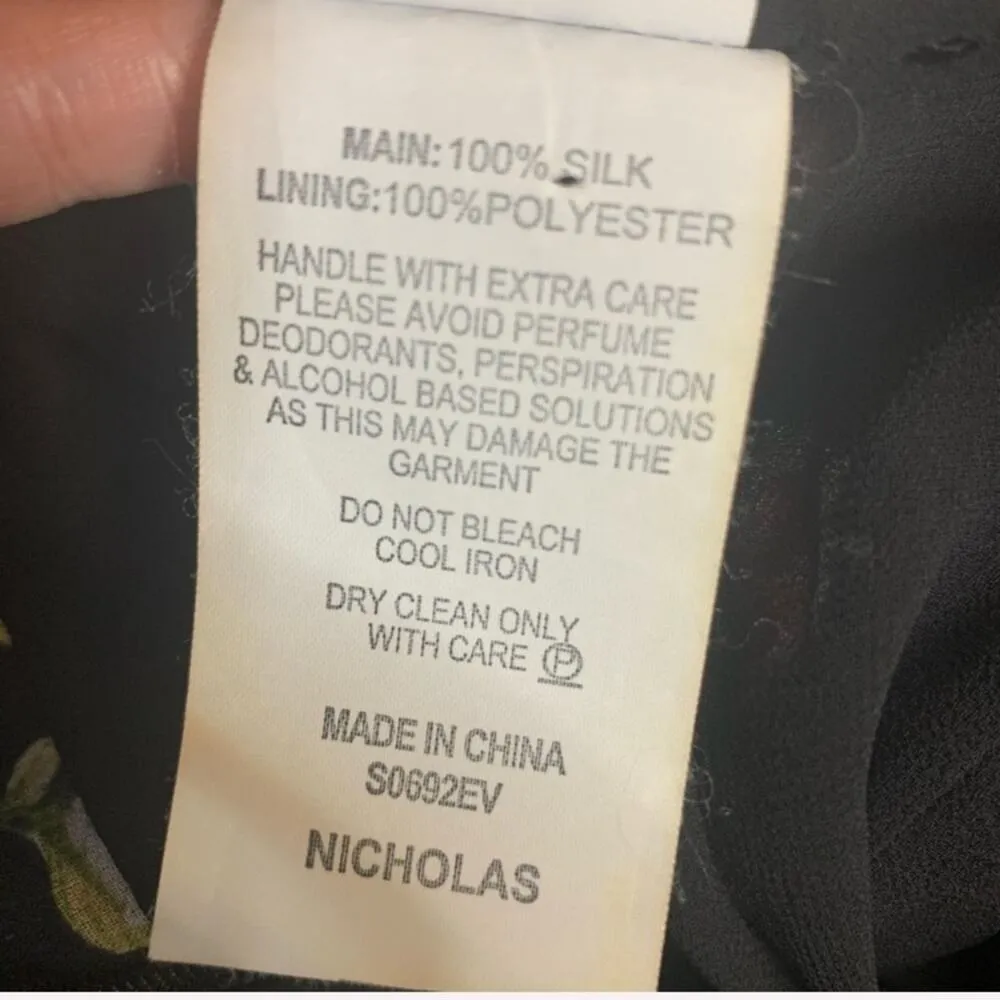 MAIN:100% SILK
LINING:100%POLYESTER
HANDLE WITH EXTRA CARE
PLEASE AVOID PERFUME
DEODORANTS, PERSPIRATION
& ALCOHOL BASED SOLUTIONS
AS THIS MAY DAMAGE THE
GARMENT
DO NOT BLEACH
COOL IRON
DRY CLEAN ONLY
WITH CARE Ⓟ
MADE IN CHINA
S0692EV
NICHOLAS